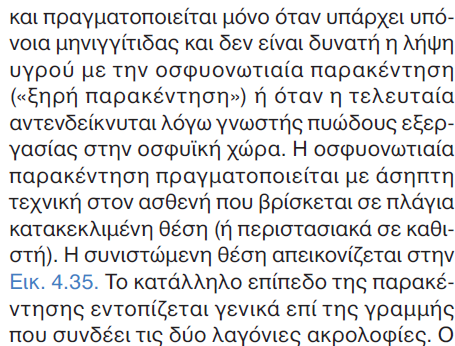 και πραγματοποιείται μόνο όταν υπάρχει υπό-
νοια μηνιγγίτιδας και δεν είναι δυνατή η λήψη
υγρού με την οσφυονωτιαία παρακέντηση
(«ξηρή παρακέντηση») ή όταν η τελευταία
αντενδείκνυται λόγω γνωστής πυώδους εξερ-
γασίας στην οσφυϊκή χώρα. Η οσφυονωτιαία
παρακέντηση πραγματοποιείται με άσηπτη
τεχνική στον ασθενή που βρίσκεται σε πλάγια
κατακεκλιμένη θέση (ή περιστασιακά σε καθι-
στή). Η συνιστώμενη θέση απεικονίζεται στην
Εικ. 4.35. Το κατάλληλο επίπεδο της παρακέ-
ντησης εντοπίζεται γενικά επί της γραμμής
που συνδέει τις δύο λαγόνιες ακρολοφίες. Ο